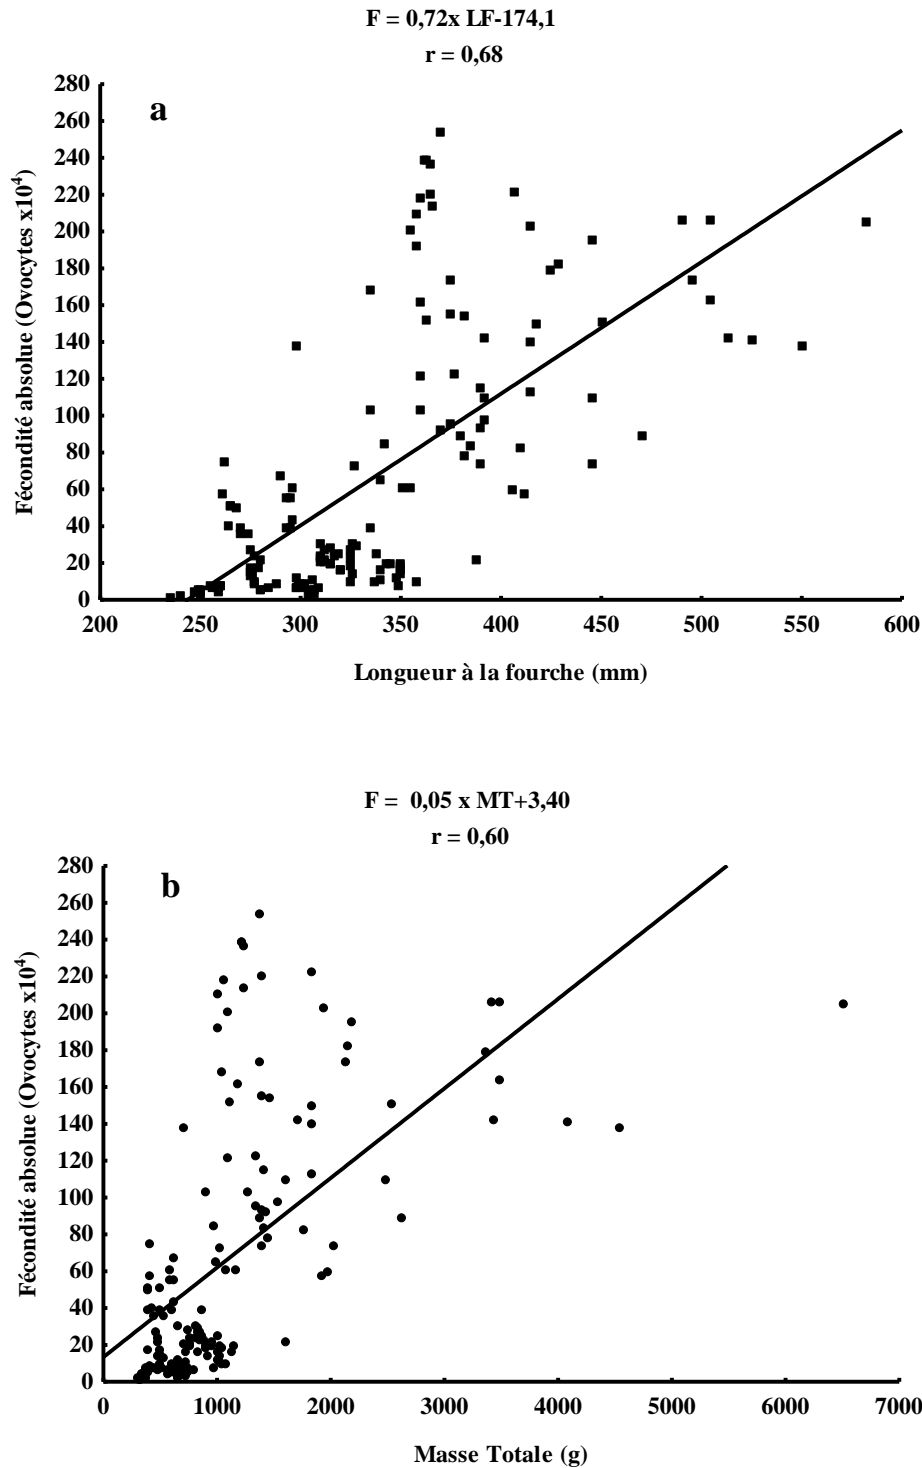 F = 0,72x LF-174,1
r = 0,68
a
Fécondité absolue (Ovocytes x10⁴)
280
260
240
220
200
180
160
140
120
100
80
60
40
20
0
200 250 300 350 400 450 500 550 600
Longueur à la fourche (mm)
F = 0,05 x MT+3,40
r = 0,60
b
Fécondité absolue (Ovocytes x10⁴)
280
260
240
220
200
180
160
140
120
100
80
60
40
20
0
0 1000 2000 3000 4000 5000 6000 7000
Masse Totale (g)